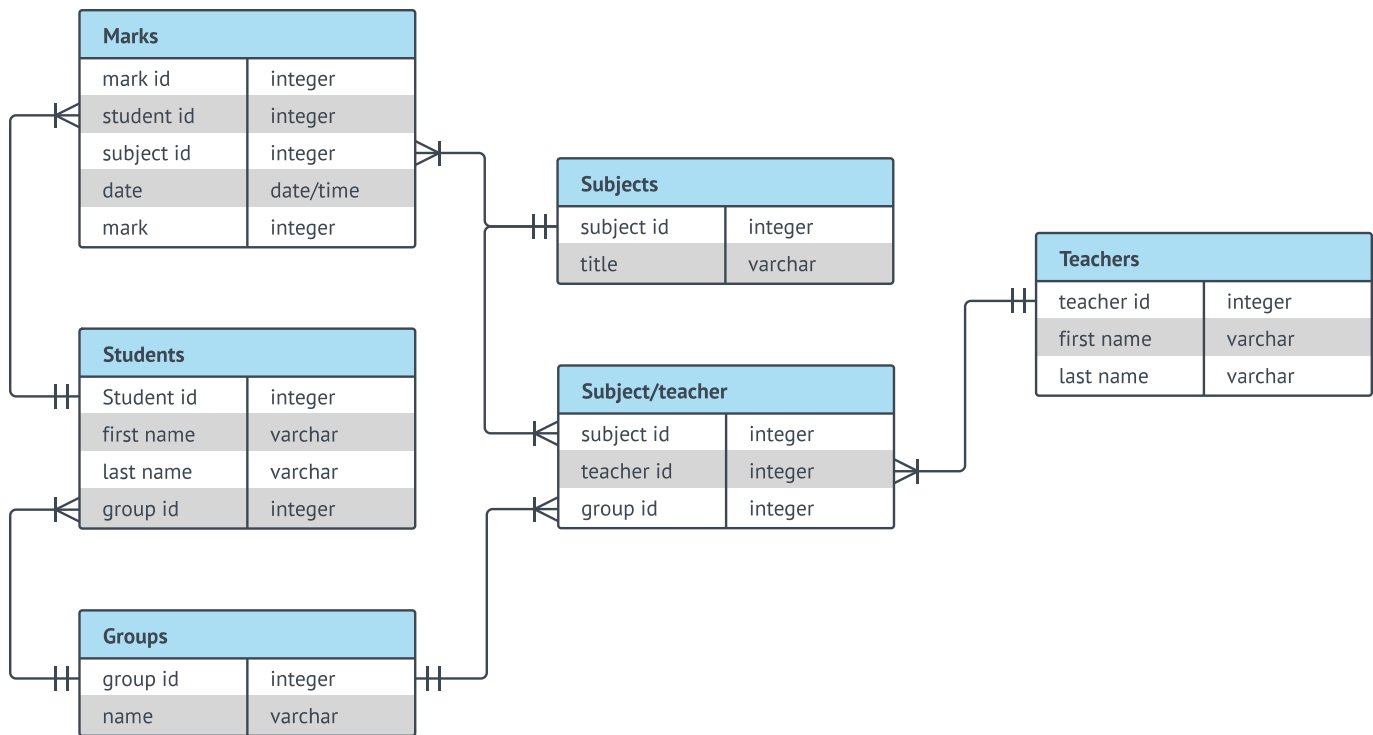 Marks
mark id integer
student id integer
subject id integer
date date/time
mark integer
Students
Student id integer
first name varchar
last name varchar
group id integer
Groups
group id integer
name varchar
Subjects
subject id integer
title varchar
Subject/teacher
subject id integer
teacher id integer
group id integer
Teachers
teacher id integer
first name varchar
last name varchar